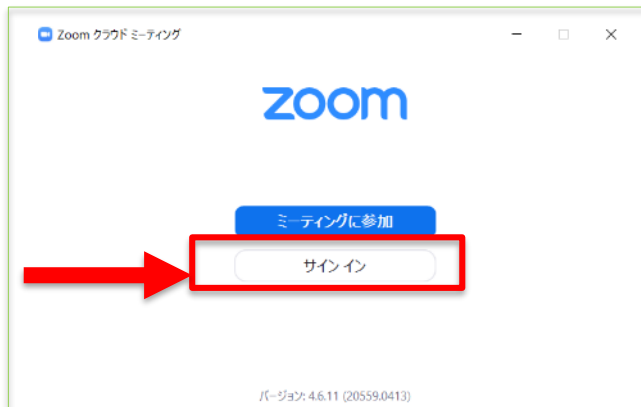 Zoom クラウド ミーティング
zoom
ミーティングに参加
サイン イン
バージョン: 4.6.11 (20559.0413)